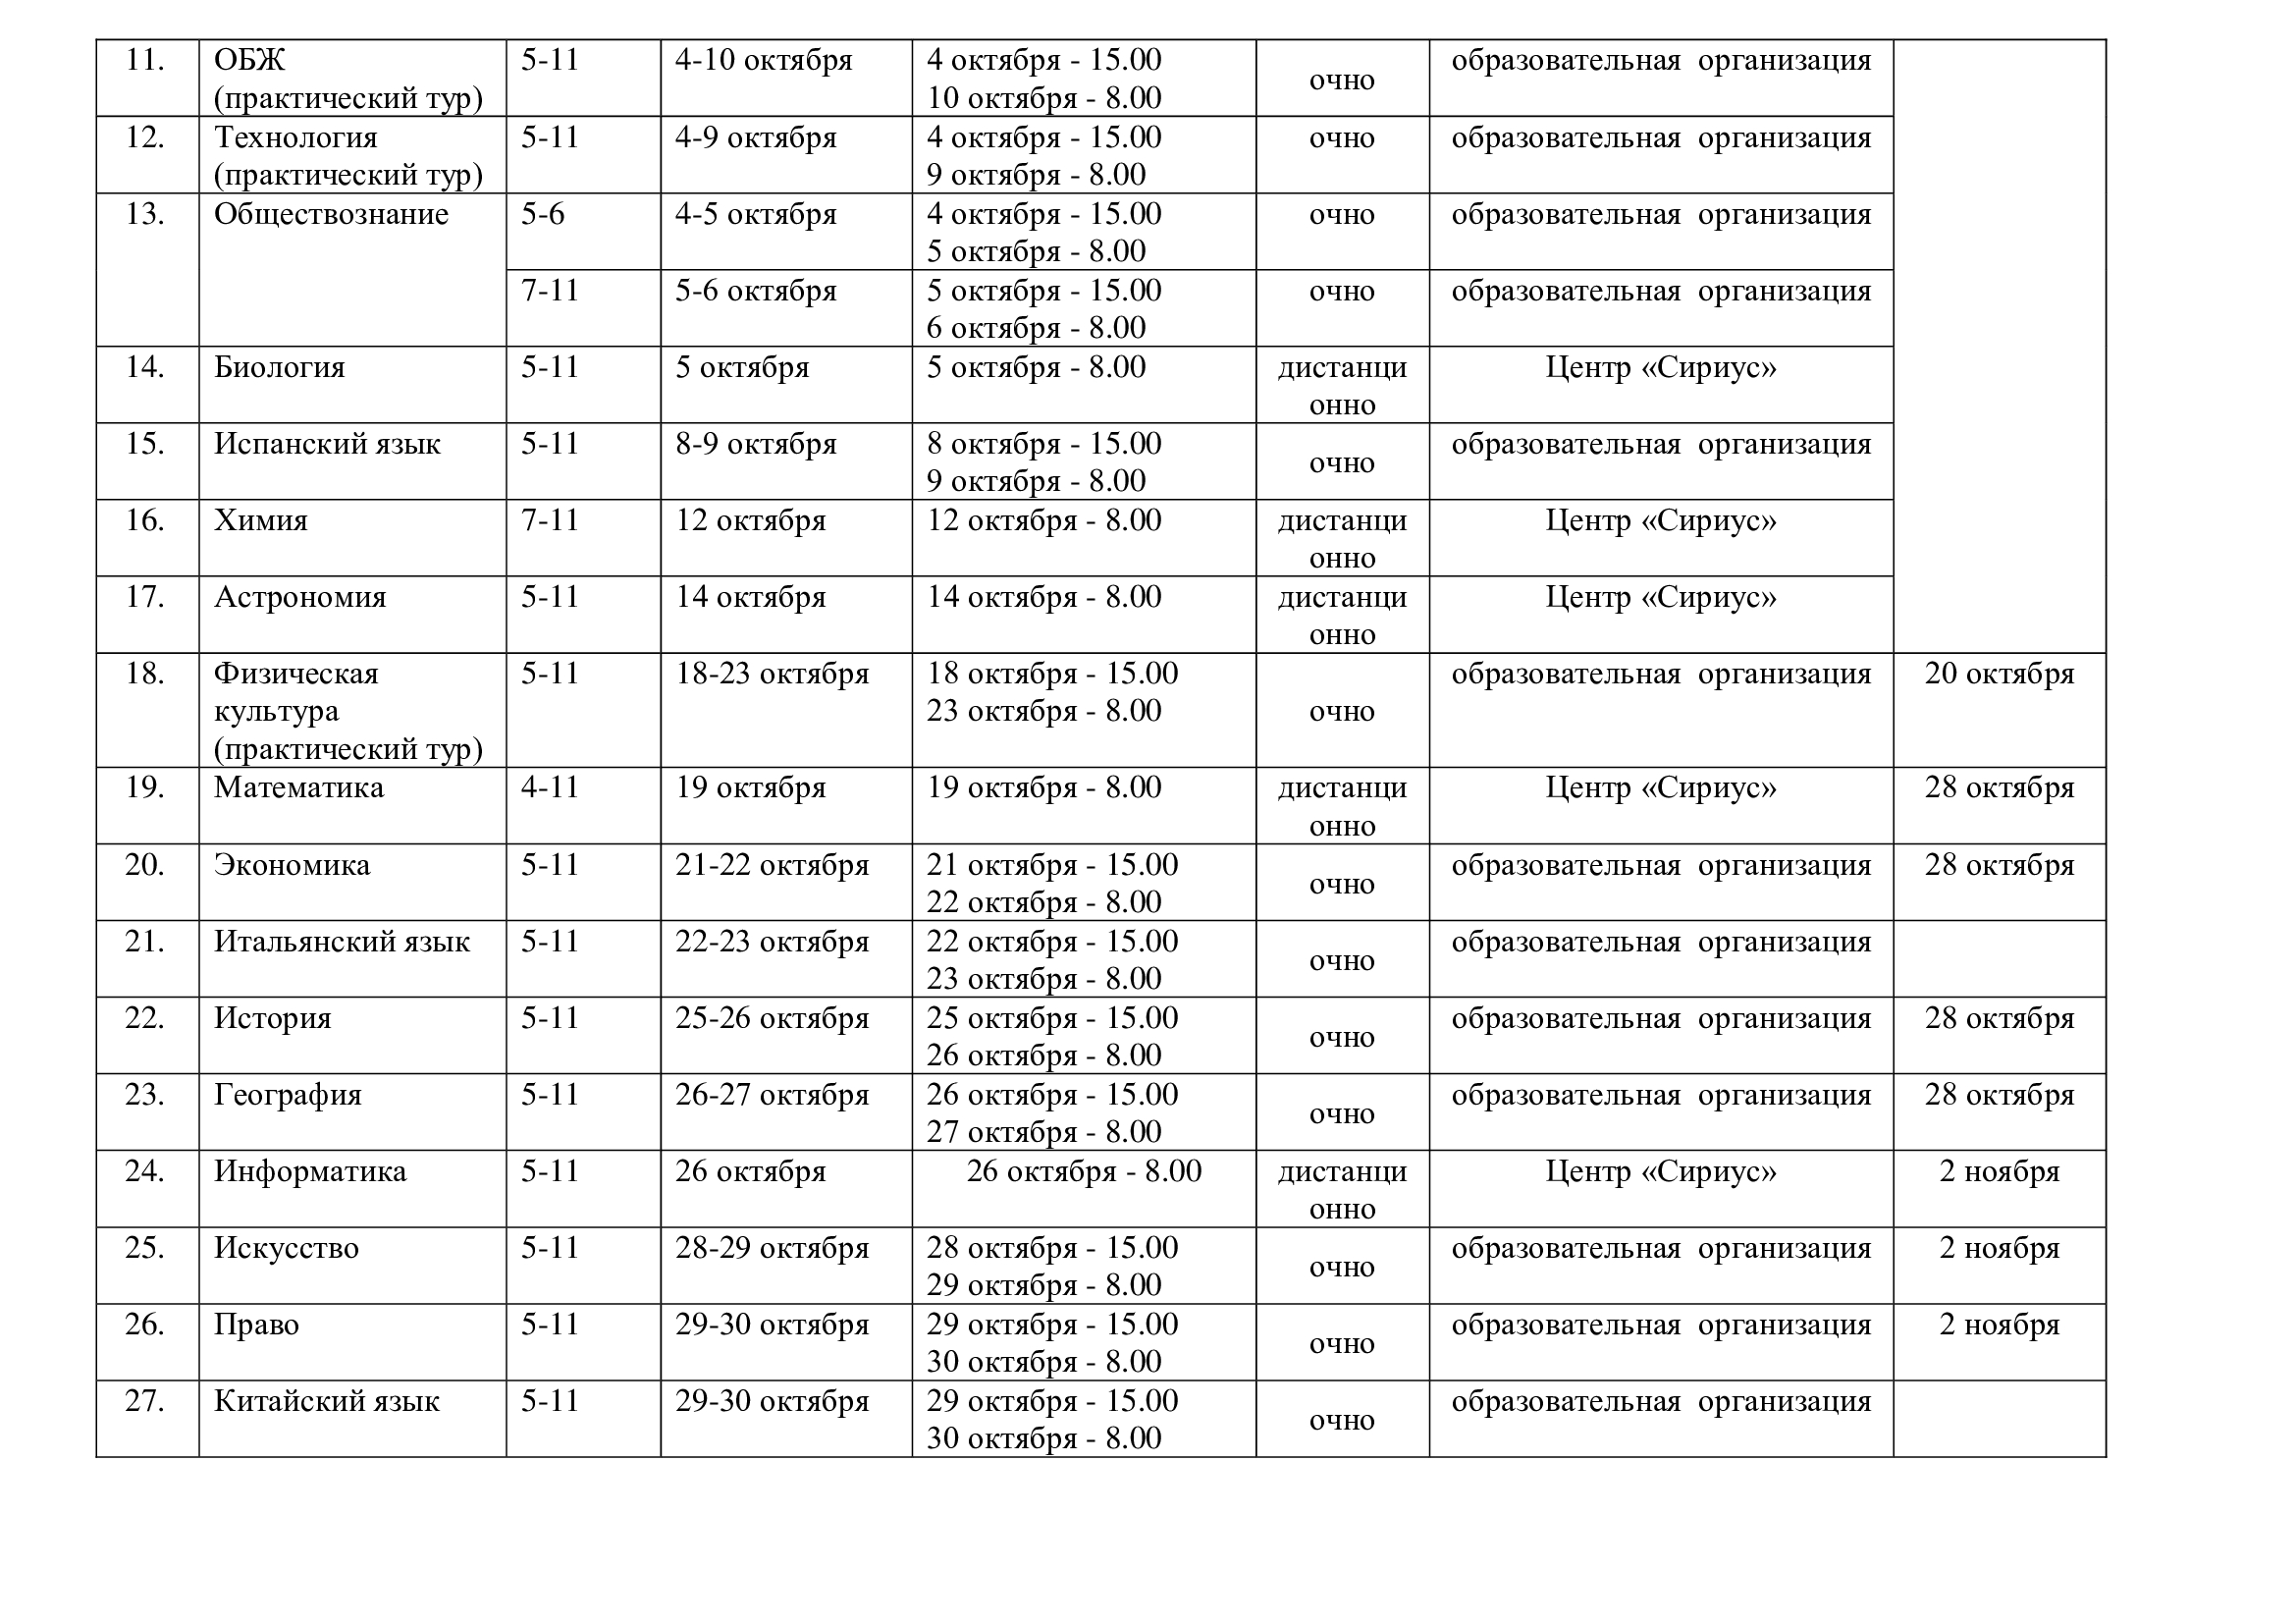 11. ОБЖ 5-11 4-10 октября 4 октября - 15.00 очно образовательная организация
(практический тур) 10 октября - 8.00
12. Технология 5-11 4-9 октября 4 октября - 15.00 очно образовательная организация
(практический тур) 9 октября - 8.00
13. Обществознание 5-6 4-5 октября 4 октября - 15.00 очно образовательная организация
5 октября - 8.00
7-11 5-6 октября 5 октября - 15.00 очно образовательная организация
6 октября - 8.00
14. Биология 5-11 5 октября 5 октября - 8.00 дистанци Центр «Сириус»
онно
15. Испанский язык 5-11 8-9 октября 8 октября - 15.00 очно образовательная организация
9 октября - 8.00
16. Химия 7-11 12 октября 12 октября - 8.00 дистанци Центр «Сириус»
онно
17. Астрономия 5-11 14 октября 14 октября - 8.00 дистанци Центр «Сириус»
онно
18. Физическая 5-11 18-23 октября 18 октября - 15.00 образовательная организация 20 октября
культура 23 октября - 8.00 очно
(практический тур)
19. Математика 4-11 19 октября 19 октября - 8.00 дистанци Центр «Сириус» 28 октября
онно
20. Экономика 5-11 21-22 октября 21 октября - 15.00 очно образовательная организация 28 октября
22 октября - 8.00
21. Итальянский язык 5-11 22-23 октября 22 октября - 15.00 очно образовательная организация
23 октября - 8.00
22. История 5-11 25-26 октября 25 октября - 15.00 очно образовательная организация 28 октября
26 октября - 8.00
23. География 5-11 26-27 октября 26 октября - 15.00 очно образовательная организация 28 октября
27 октября - 8.00
24. Информатика 5-11 26 октября 26 октября - 8.00 дистанци Центр «Сириус» 2 ноября
онно
25. Искусство 5-11 28-29 октября 28 октября - 15.00 очно образовательная организация 2 ноября
29 октября - 8.00
26. Право 5-11 29-30 октября 29 октября - 15.00 очно образовательная организация 2 ноября
30 октября - 8.00
27. Китайский язык 5-11 29-30 октября 29 октября - 15.00 очно образовательная организация
30 октября - 8.00